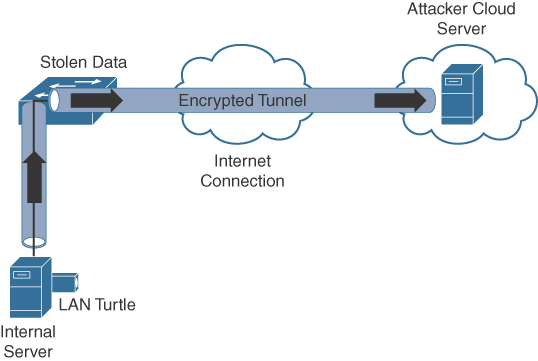 Attacker Cloud
Server
Stolen Data
Encrypted Tunnel
Internet
Connection
LAN Turtle
Internal
Server